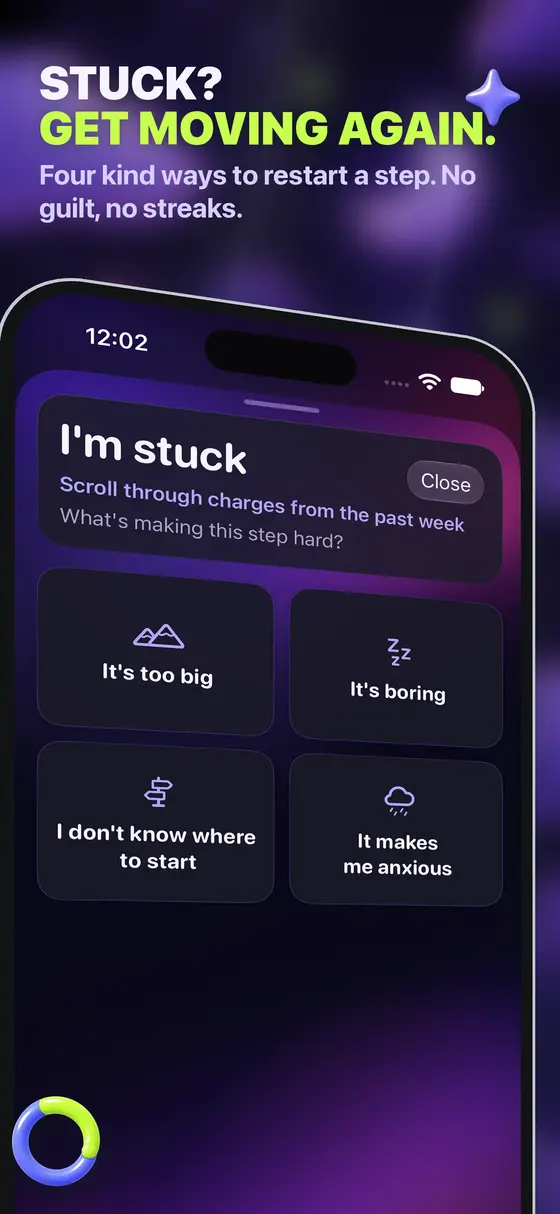 STUCK?
GET MOVING AGAIN.
Four kind ways to restart a step. No
guilt, no streaks.
12:02
I'm stuck
Close
Scroll through charges from the past week
What's making this step hard?
It's too big
z z z
It's boring
I don't know where
to start
It makes
me anxious